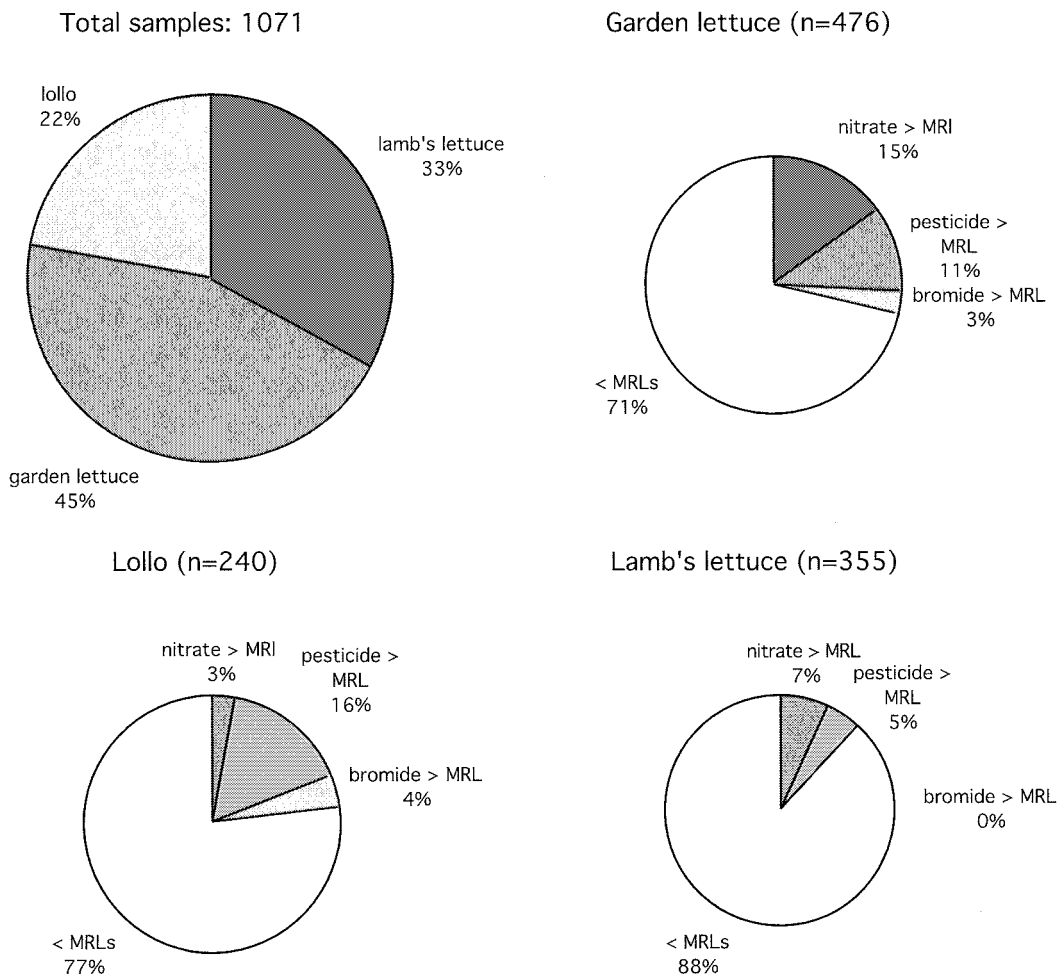 Total samples: 1071
lollo
22%
lamb's lettuce
33%
garden lettuce
45%
Garden lettuce (n=476)
nitrate > MRI
15%
pesticide >
MRL
11%
bromide > MRL
3%
< MRLs
71%
Lollo (n=240)
nitrate > MRI
3%
pesticide >
MRL
16%
bromide > MRL
4%
< MRLs
77%
Lamb's lettuce (n=355)
nitrate > MRL
7%
pesticide >
MRL
5%
bromide > MRL
0%
< MRLs
88%